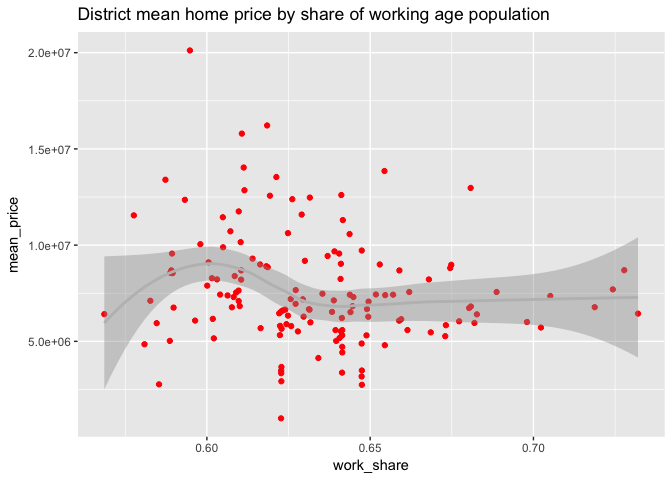 District mean home price by share of working age population
2.0e+07
1.5e+07
1.0e+07
5.0e+06
mean_price
0.60
0.65
0.70
work_share